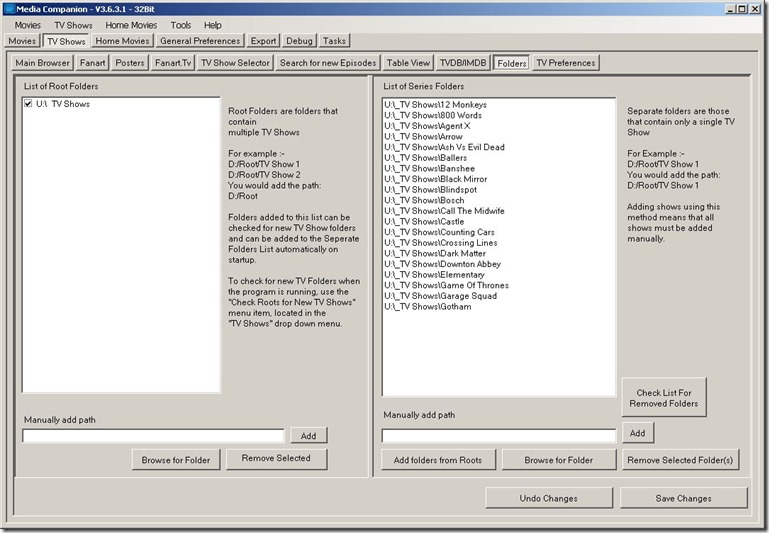 Media Companion - V3.6.3.1 - 32Bit
Movies TV Shows Home Movies Tools Help
Movies TV Shows Home Movies General Preferences Export Debug Tasks
Main Browser Fanart Posters Fanart.Tv TV Show Selector Search for new Episodes Table View TVDB/IMDB Folders TV Preferences
List of Root Folders
U:\_TV Shows
Root Folders are folders that
contain
multiple TV Shows
For example :-
D:/Root/TV Show 1
D:/Root/TV Show 2
You would add the path:
D:/Root
Folders added to this list can be
checked for new TV Show folders
and can be added to the Seperate
Folders List automatically on
startup.
To check for new TV Folders when
the program is running, use the
"Check Roots for New TV Shows"
menu item, located in the
"TV Shows" drop down menu.
Manually add path
Add
Browse for Folder
Remove Selected
List of Series Folders
U:\_TV Shows\12 Monkeys
U:\_TV Shows\800 Words
U:\_TV Shows\Agent X
U:\_TV Shows\Arrow
U:\_TV Shows\Ash Vs Evil Dead
U:\_TV Shows\Ballers
U:\_TV Shows\Banshee
U:\_TV Shows\Black Mirror
U:\_TV Shows\Blindspot
U:\_TV Shows\Bosch
U:\_TV Shows\Call The Midwife
U:\_TV Shows\Castle
U:\_TV Shows\Counting Cars
U:\_TV Shows\Crossing Lines
U:\_TV Shows\Dark Matter
U:\_TV Shows\Downton Abbey
U:\_TV Shows\Elementary
U:\_TV Shows\Game Of Thrones
U:\_TV Shows\Garage Squad
U:\_TV Shows\Gotham
Separate folders are those
that contain only a single TV
Show
For Example :-
D:/Root/TV Show 1
You would add the path:
D:/Root/TV Show 1
Adding shows using this
method means that all
shows must be added
manually.
Check List For
Removed Folders
Manually add path
Add
Add folders from Roots
Browse for Folder
Remove Selected Folder(s)
Undo Changes
Save Changes